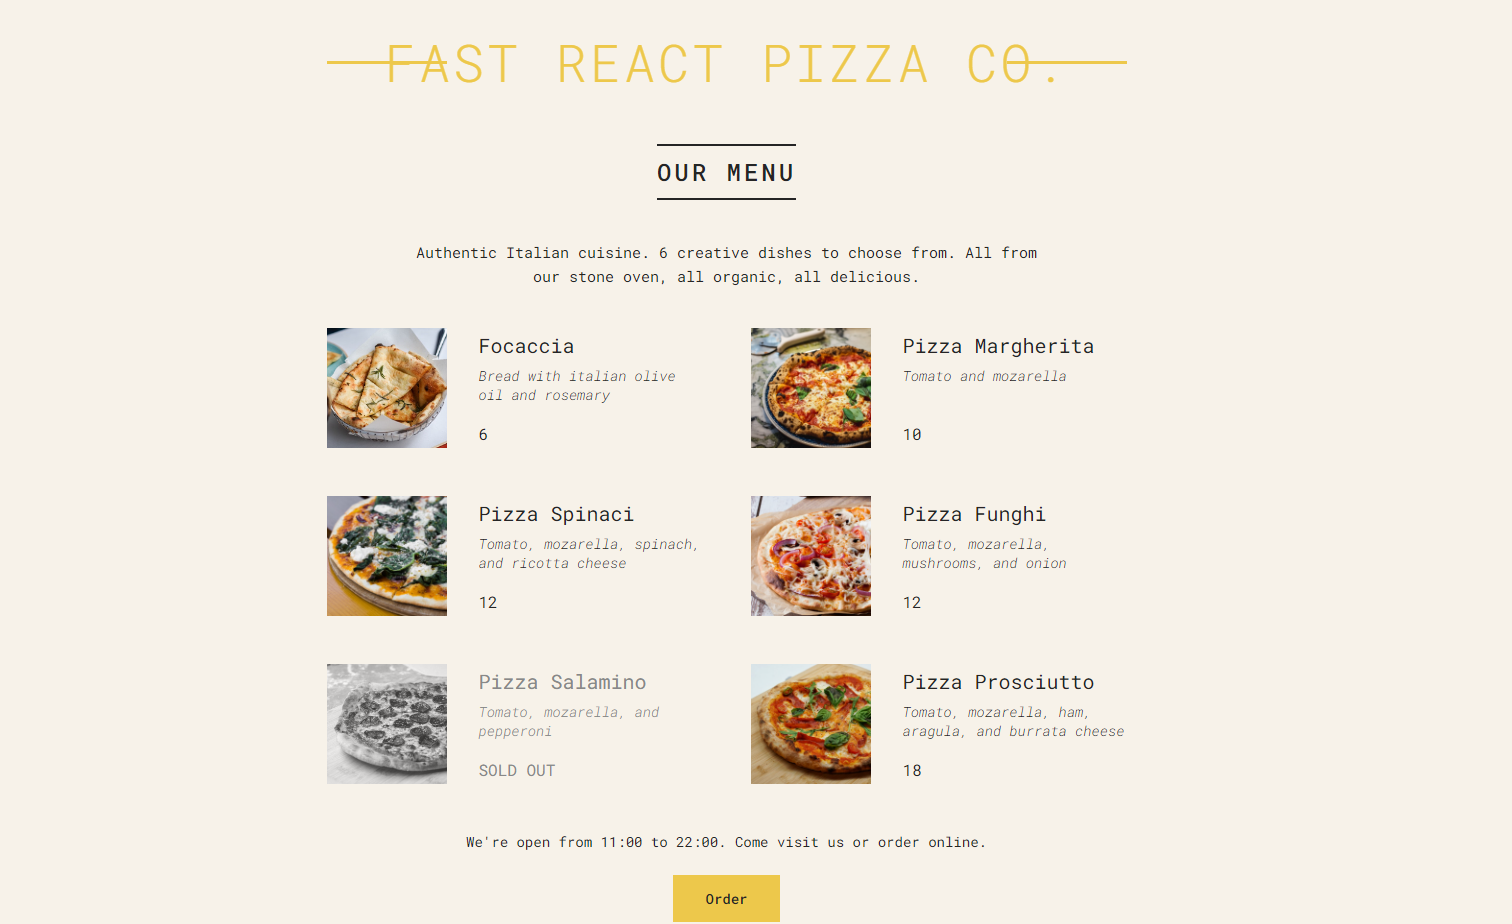 FAST REACT PIZZA CO.
OUR MENU
Authentic Italian cuisine. 6 creative dishes to choose from. All from
our stone oven, all organic, all delicious.
Focaccia
Bread with italian olive
oil and rosemary
6
Pizza Margherita
Tomato and mozarella
10
Pizza Spinaci
Tomato, mozarella, spinach,
and ricotta cheese
12
Pizza Funghi
Tomato, mozarella,
mushrooms, and onion
12
Pizza Salamino
Tomato, mozarella, and
pepperoni
SOLD OUT
Pizza Prosciutto
Tomato, mozarella, ham,
aragula, and burrata cheese
18
We're open from 11:00 to 22:00. Come visit us or order online.
Order